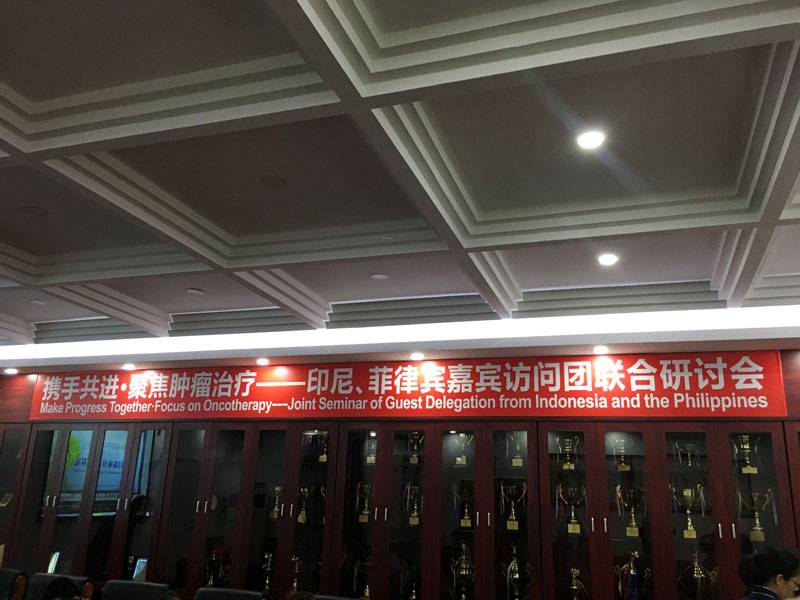 携手共进·聚焦肿瘤治疗——印尼、菲律宾嘉宾访问团联合研讨会
Make Progress Together·Focus on Oncotherapy——Joint Seminar of Guest Delegation from Indonesia and the Philippines